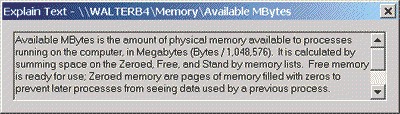 Explain Text - \\WALTERB4\Memory\Available MBytes
Available MBytes is the amount of physical memory available to processes
running on the computer, in Megabytes (Bytes / 1,048,576).  It is calculated by
summing space on the Zeroed, Free, and Stand by memory lists.  Free memory
is ready for use; Zeroed memory are pages of memory filled with zeros to
prevent later processes from seeing data used by a previous process.